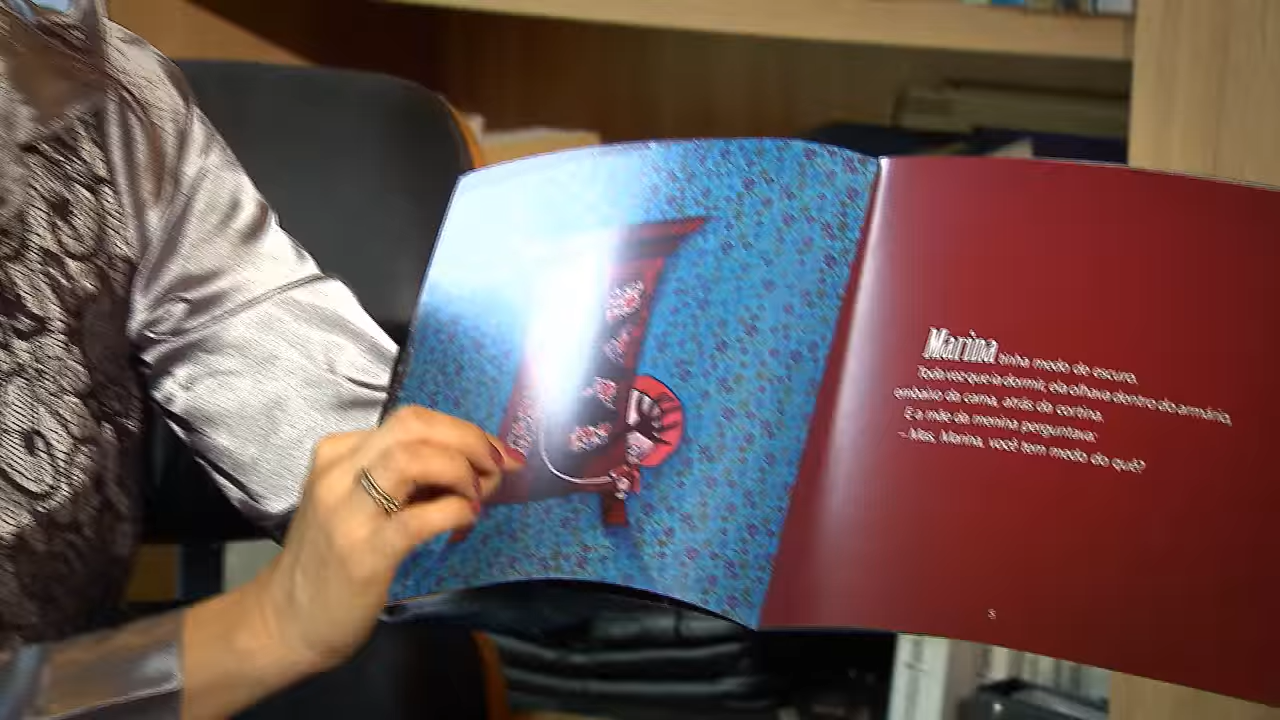 Marina tinha medo do escuro.
Toda vez que ia dormir, ela olhava dentro do armário,
embaixo da cama, atrás da cortina.
E a mãe da menina perguntava:
– Mas, Marina, você tem medo do quê?
5